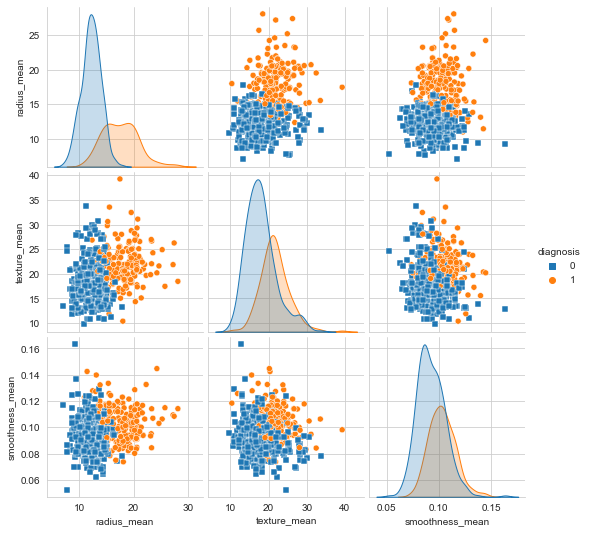 radius_mean
25
20
15
10
texture_mean
40
35
30
25
20
15
10
diagnosis
0
1
smoothness_mean
0.16
0.14
0.12
0.10
0.08
0.06
10 20 30
10 20 30 40
0.05 0.10 0.15
radius_mean
texture_mean
smoothness_mean